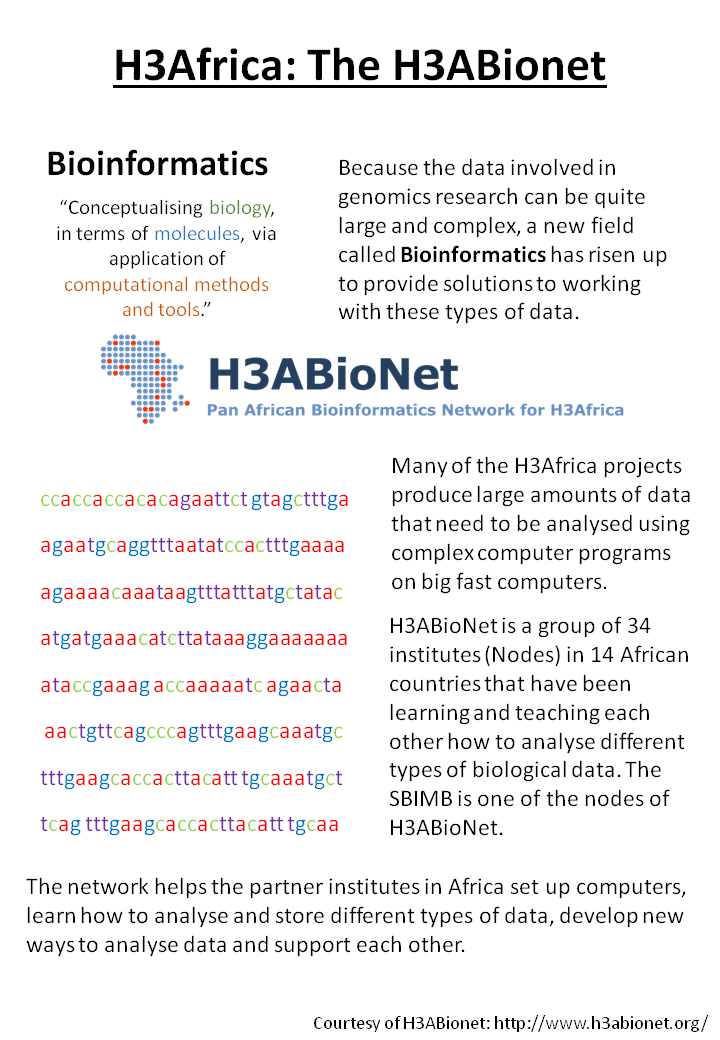 H3Africa: The H3ABionet
Bioinformatics
“Conceptualising biology,
in terms of molecules, via
application of
computational methods
and tools.”
Because the data involved in
genomics research can be quite
large and complex, a new field
called Bioinformatics has risen up
to provide solutions to working
with these types of data.
H3ABioNet
Pan African Bioinformatics Network for H3Africa
ccaccaccacacagaattct gtagctttga
agaatgcaggtttaatatccactttgaaaa
agaaaacaaataagtttatttatgctatac
atgatgaaacatcttataaaggaaaaaaa
ataccgaaag accaaaaatc agaacta
aactgttcagcccagtttgaagcaaatgc
tttgaagcaccacttacatt tgcaaatgct
tcag tttgaagcaccacttacatt tgcaa
Many of the H3Africa projects
produce large amounts of data
that need to be analysed using
complex computer programs
on big fast computers.
H3ABioNet is a group of 34
institutes (Nodes) in 14 African
countries that have been
learning and teaching each
other how to analyse different
types of biological data. The
SBIMB is one of the nodes of
H3ABioNet.
The network helps the partner institutes in Africa set up computers,
learn how to analyse and store different types of data, develop new
ways to analyse data and support each other.
Courtesy of H3ABionet: http://www.h3abionet.org/